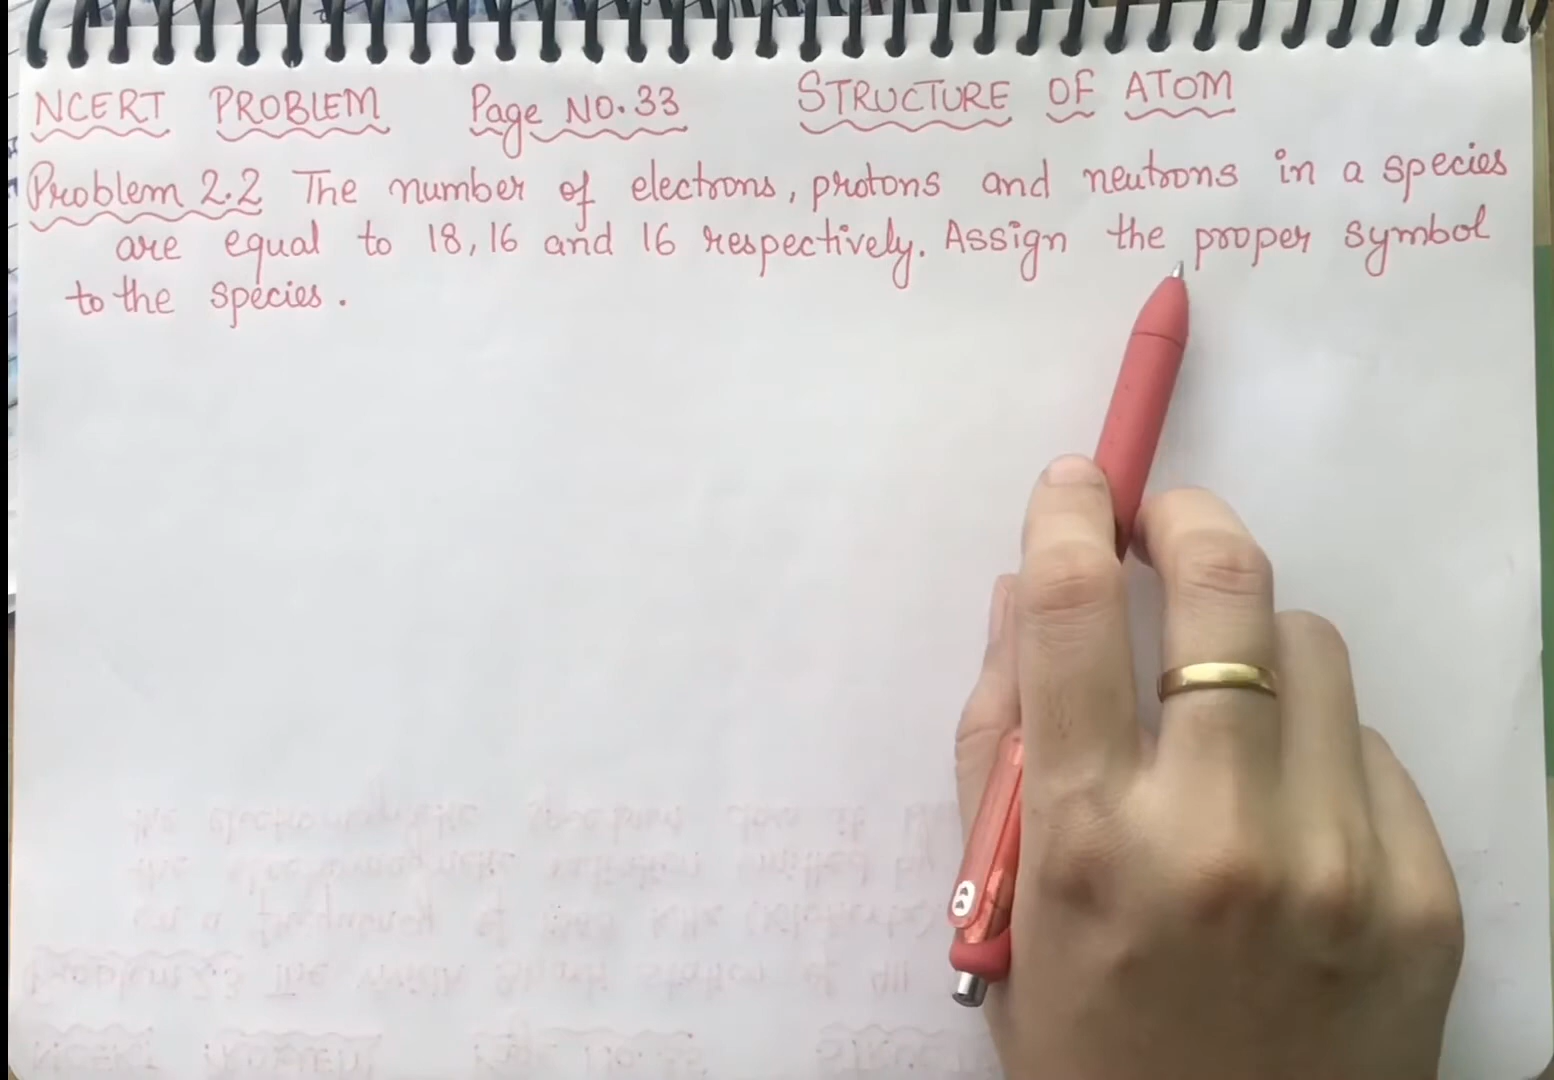 NCERT PROBLEM Page NO. 33 STRUCTURE OF ATOM
Problem 2.2 The number of electrons, protons and neutrons in a species
are equal to 18, 16 and 16 respectively. Assign the proper symbol
to the species.